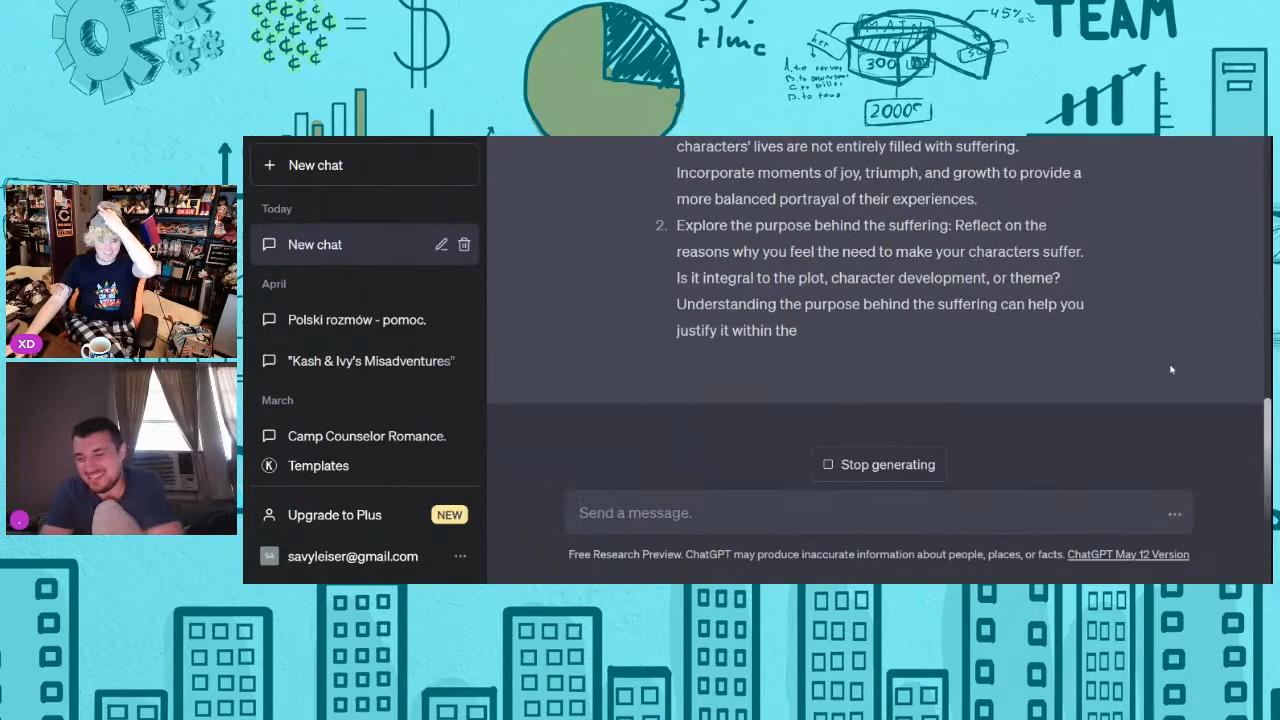 25%
time
45%
TEAM
MAIN
300
A. to server
2000
New chat
Today
New chat
April
Polski rozmów - pomoc.
"Kash & Ivy's Misadventures"
March
Camp Counselor Romance.
K Templates
Upgrade to Plus NEW
SA savyleiser@gmail.com
characters' lives are not entirely filled with suffering.
Incorporate moments of joy, triumph, and growth to provide a
more balanced portrayal of their experiences.
2. Explore the purpose behind the suffering: Reflect on the
reasons why you feel the need to make your characters suffer.
Is it integral to the plot, character development, or theme?
Understanding the purpose behind the suffering can help you
justify it within the
Stop generating
Send a message.
Free Research Preview. ChatGPT may produce inaccurate information about people, places, or facts. ChatGPT May 12 Version
XD
.